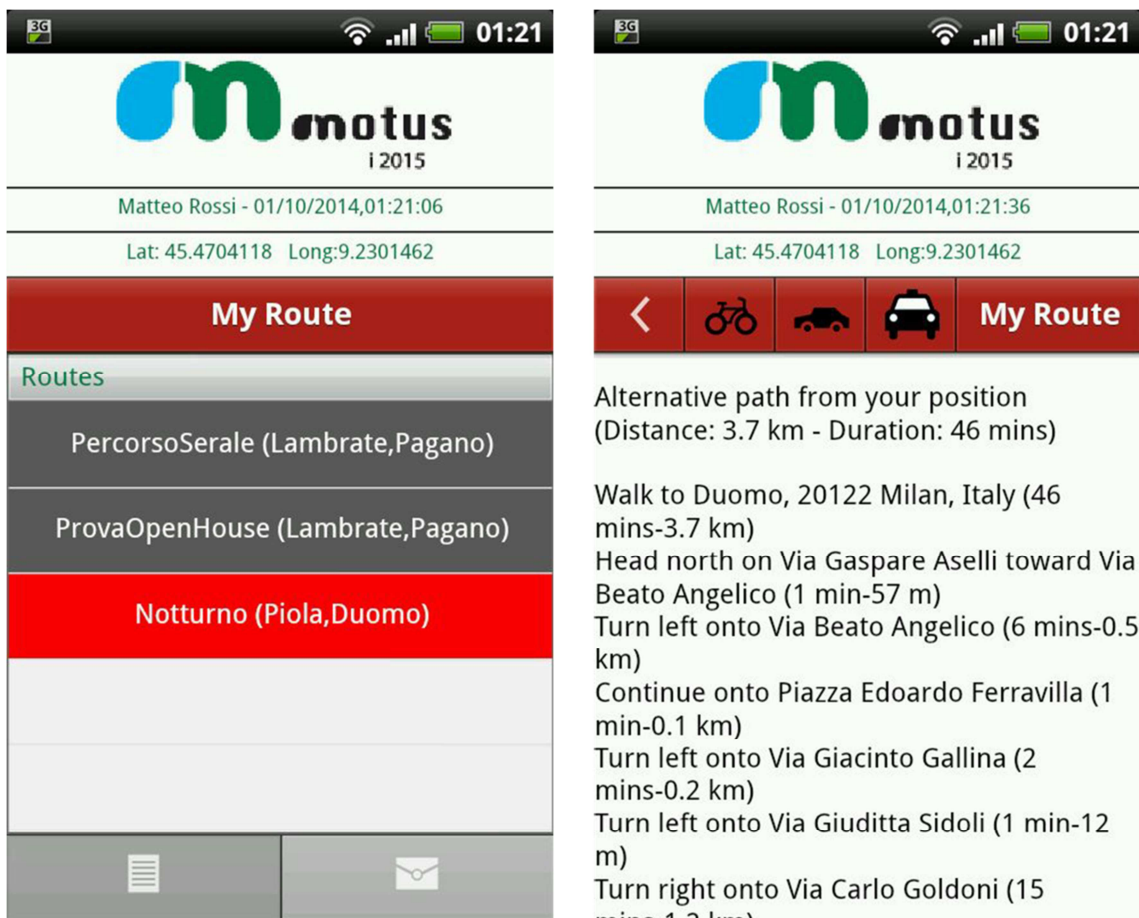 3G
01:21
motus
i 2015
Matteo Rossi - 01/10/2014,01:21:06
Lat: 45.4704118 Long:9.2301462
My Route
Routes
PercorsoSerale (Lambrate,Pagano)
ProvaOpenHouse (Lambrate,Pagano)
Notturno (Piola,Duomo)
3G
01:21
motus
i 2015
Matteo Rossi - 01/10/2014,01:21:36
Lat: 45.4704118 Long:9.2301462
My Route
Alternative path from your position
(Distance: 3.7 km - Duration: 46 mins)
Walk to Duomo, 20122 Milan, Italy (46
mins-3.7 km)
Head north on Via Gaspare Aselli toward Via
Beato Angelico (1 min-57 m)
Turn left onto Via Beato Angelico (6 mins-0.5
km)
Continue onto Piazza Edoardo Ferravilla (1
min-0.1 km)
Turn left onto Via Giacinto Gallina (2
mins-0.2 km)
Turn left onto Via Giuditta Sidoli (1 min-12
m)
Turn right onto Via Carlo Goldoni (15